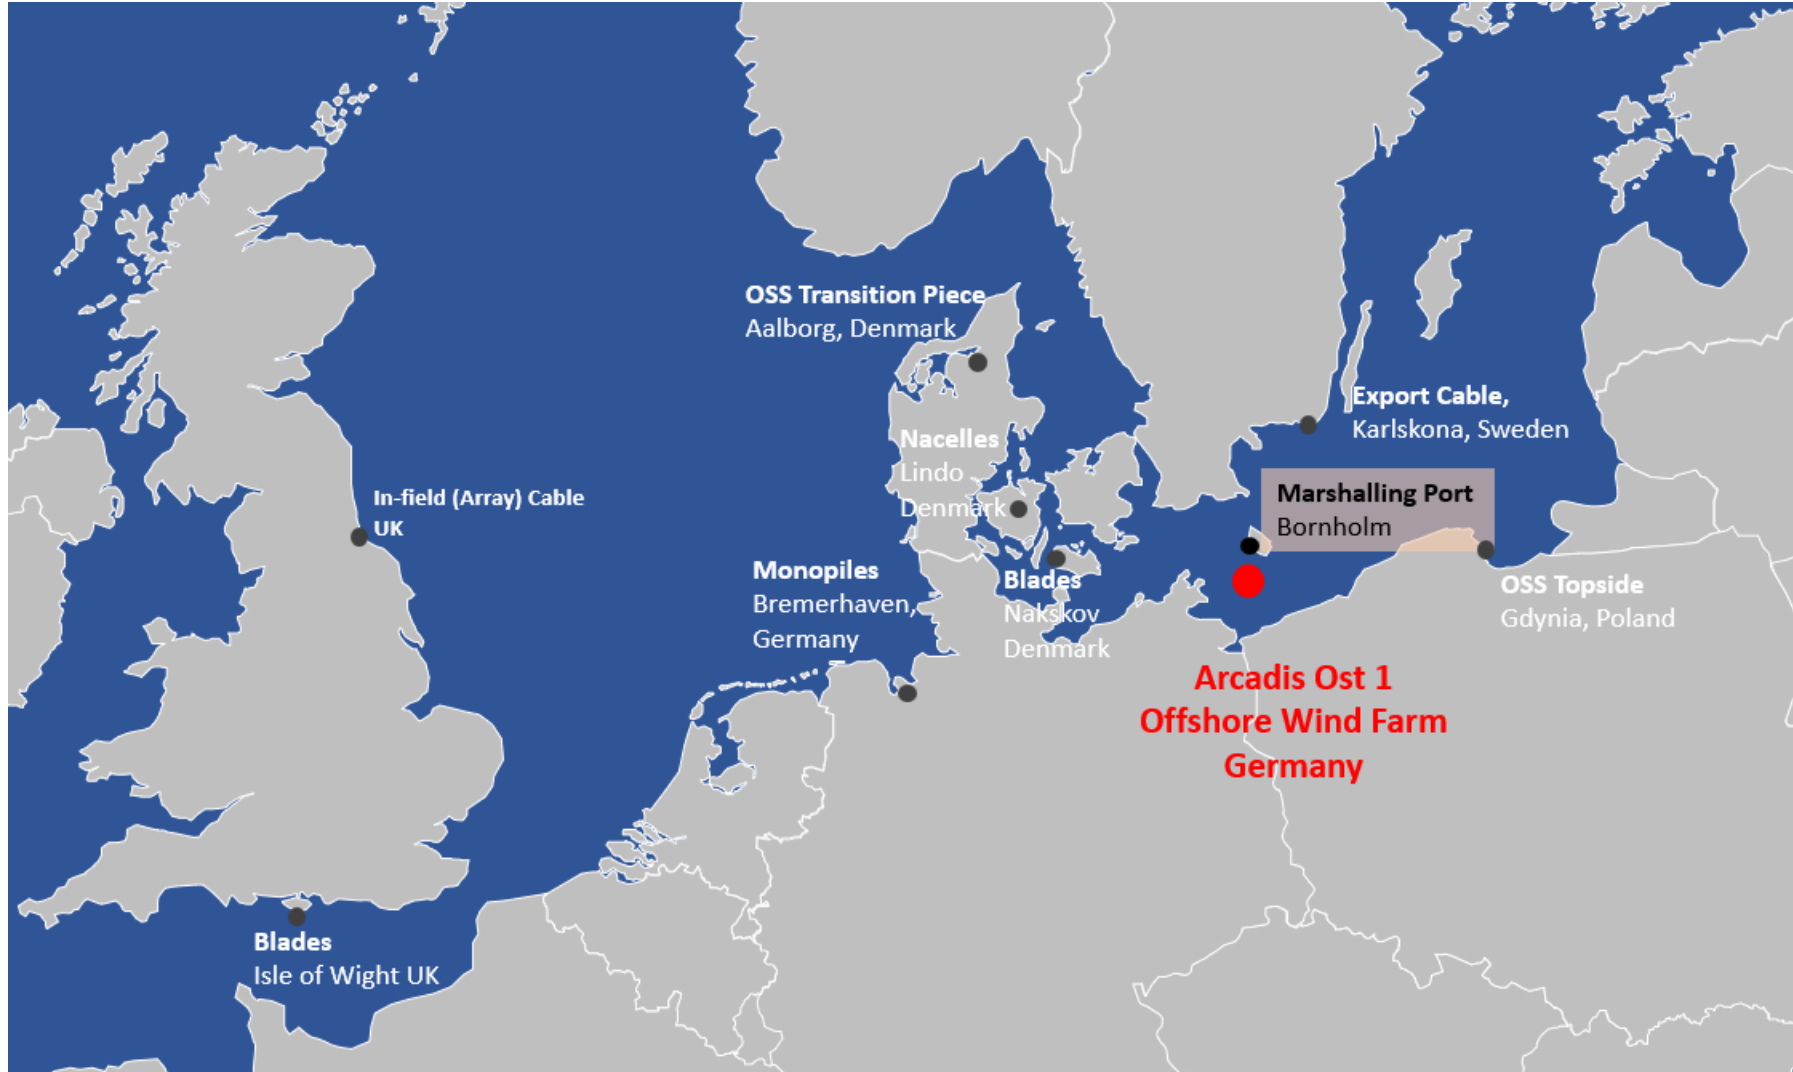 OSS Transition Piece
Aalborg, Denmark
Export Cable,
Karlskona, Sweden
Nacelles
Lindo
Denmark
In-field (Array) Cable
UK
Marshalling Port
Bornholm
Monopiles
Bremerhaven,
Germany
Blades
Nakskov
Denmark
OSS Topside
Gdynia, Poland
Arcadis Ost 1
Offshore Wind Farm
Germany
Blades
Isle of Wight UK